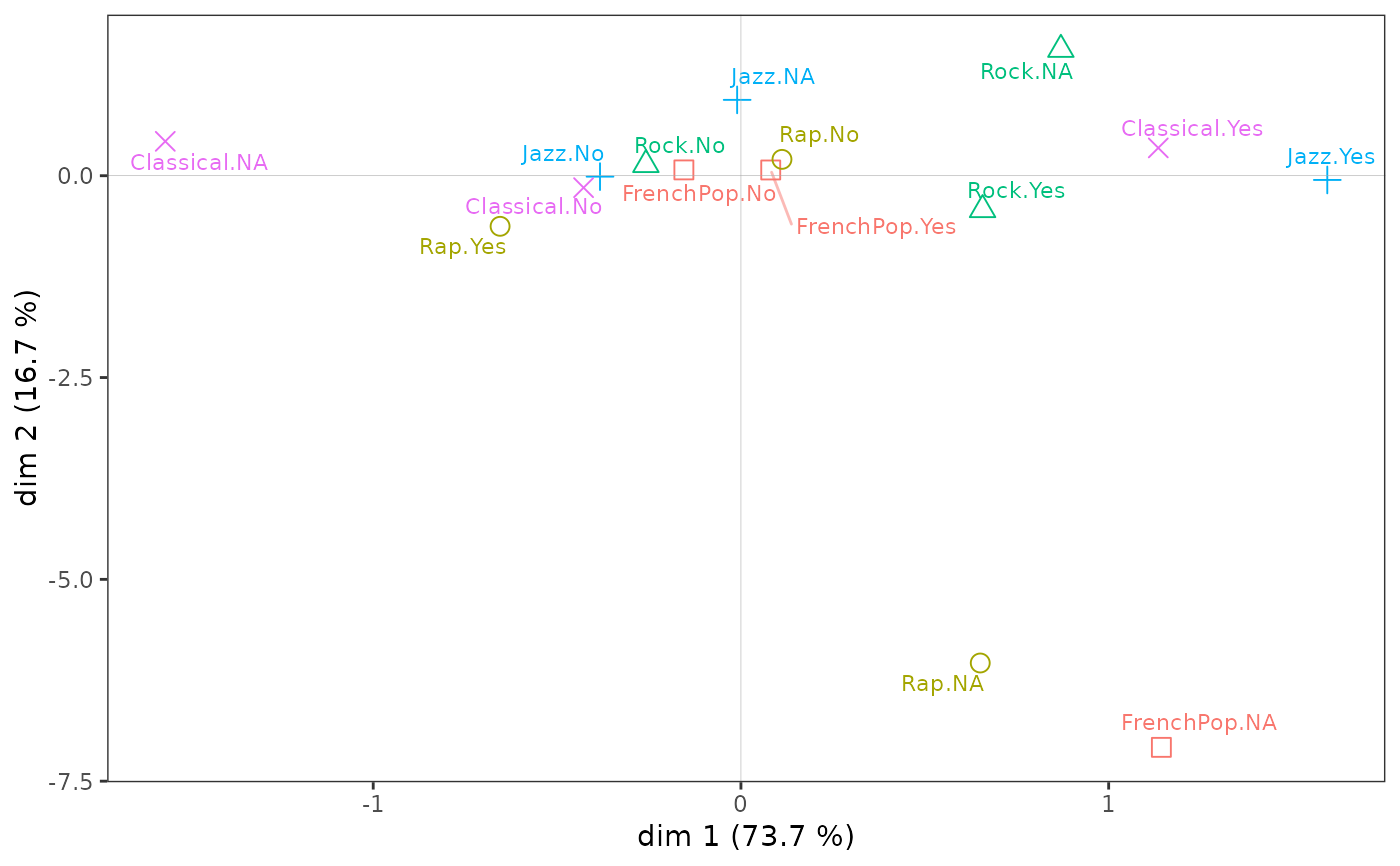 Rock.NA
Jazz.NA
Classical.Yes
Rap.No
Rock.No
Jazz.No
Jazz.Yes
Classical.NA
0.0
Rock.Yes
FrenchPop.No
Classical.No
FrenchPop.Yes
Rap.Yes
dim 2 (16.7 %)
-2.5
-5.0
Rap.NA
FrenchPop.NA
-7.5
-1
0
1
dim 1 (73.7 %)